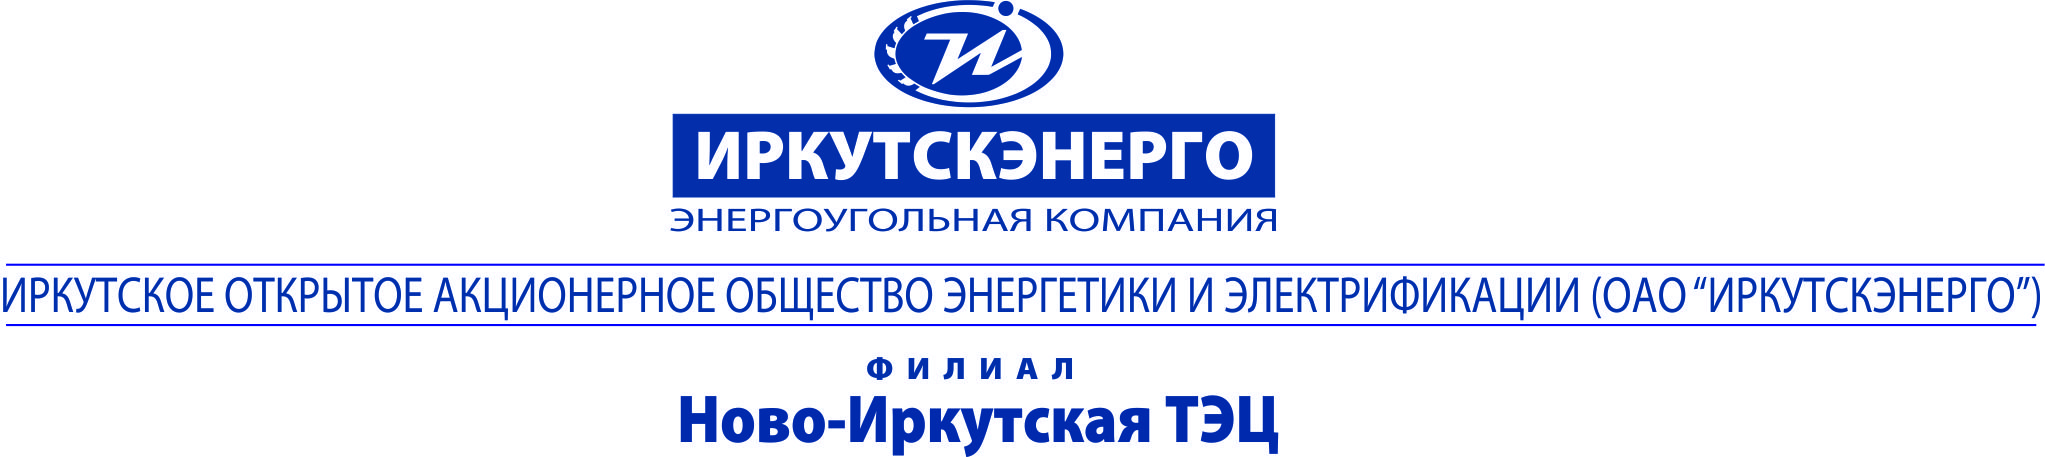 ИРКУТСКЭНЕРГО
ЭНЕРГОУГОЛЬНАЯ КОМПАНИЯ
ИРКУТСКОЕ ОТКРЫТОЕ АКЦИОНЕРНОЕ ОБЩЕСТВО ЭНЕРГЕТИКИ И ЭЛЕКТРИФИКАЦИИ (ОАО “ИРКУТСКЭНЕРГО”)
ФИЛИАЛ
Ново-Иркутская ТЭЦ